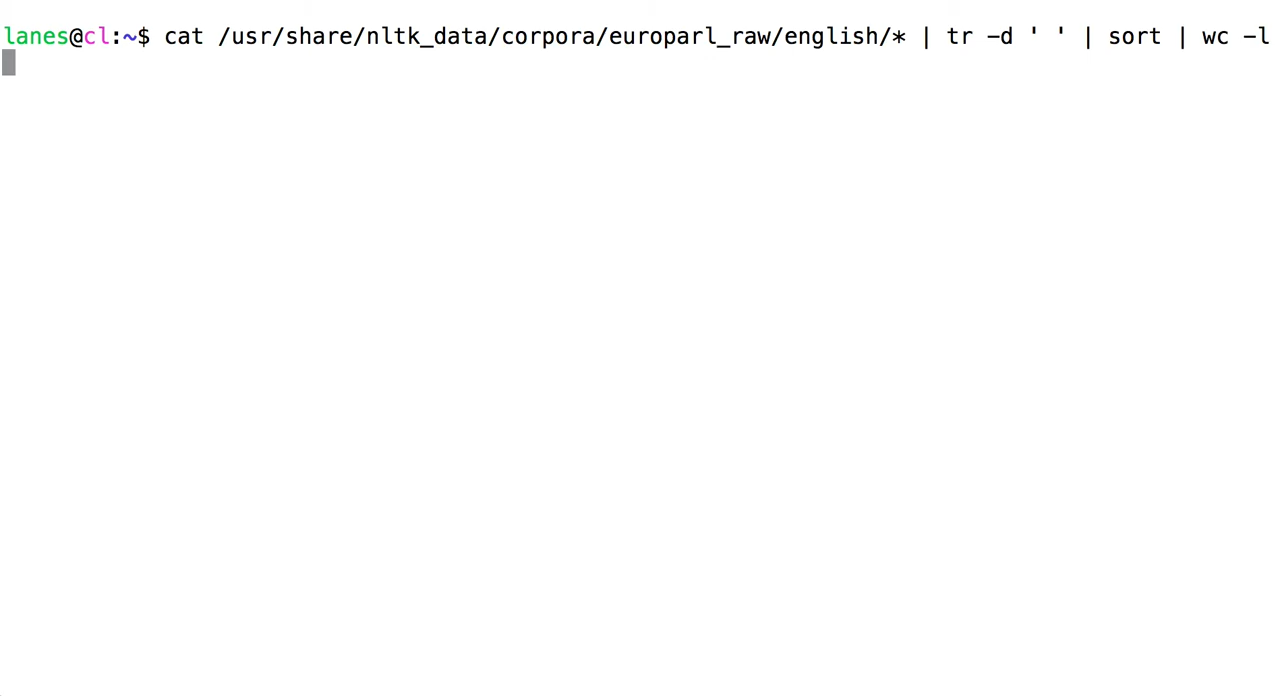 lanes@cl:~$ cat /usr/share/nltk_data/corpora/europarl_raw/english/* | tr -d ' ' | sort | wc -l